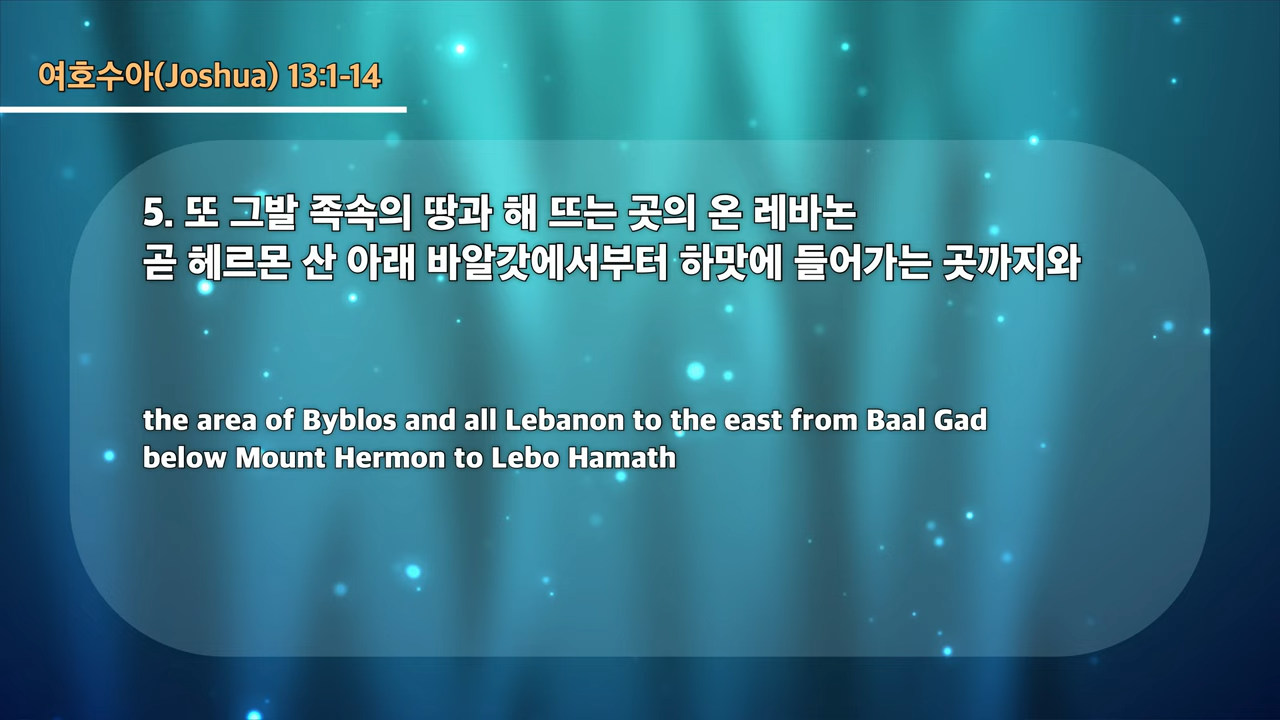 여호수아(Joshua) 13:1-14
5. 또 그발 족속의 땅과 해 뜨는 곳의 온 레바논
곧 헤르몬 산 아래 바알갓에서부터 하맛에 들어가는 곳까지와
the area of Byblos and all Lebanon to the east from Baal Gad
below Mount Hermon to Lebo Hamath